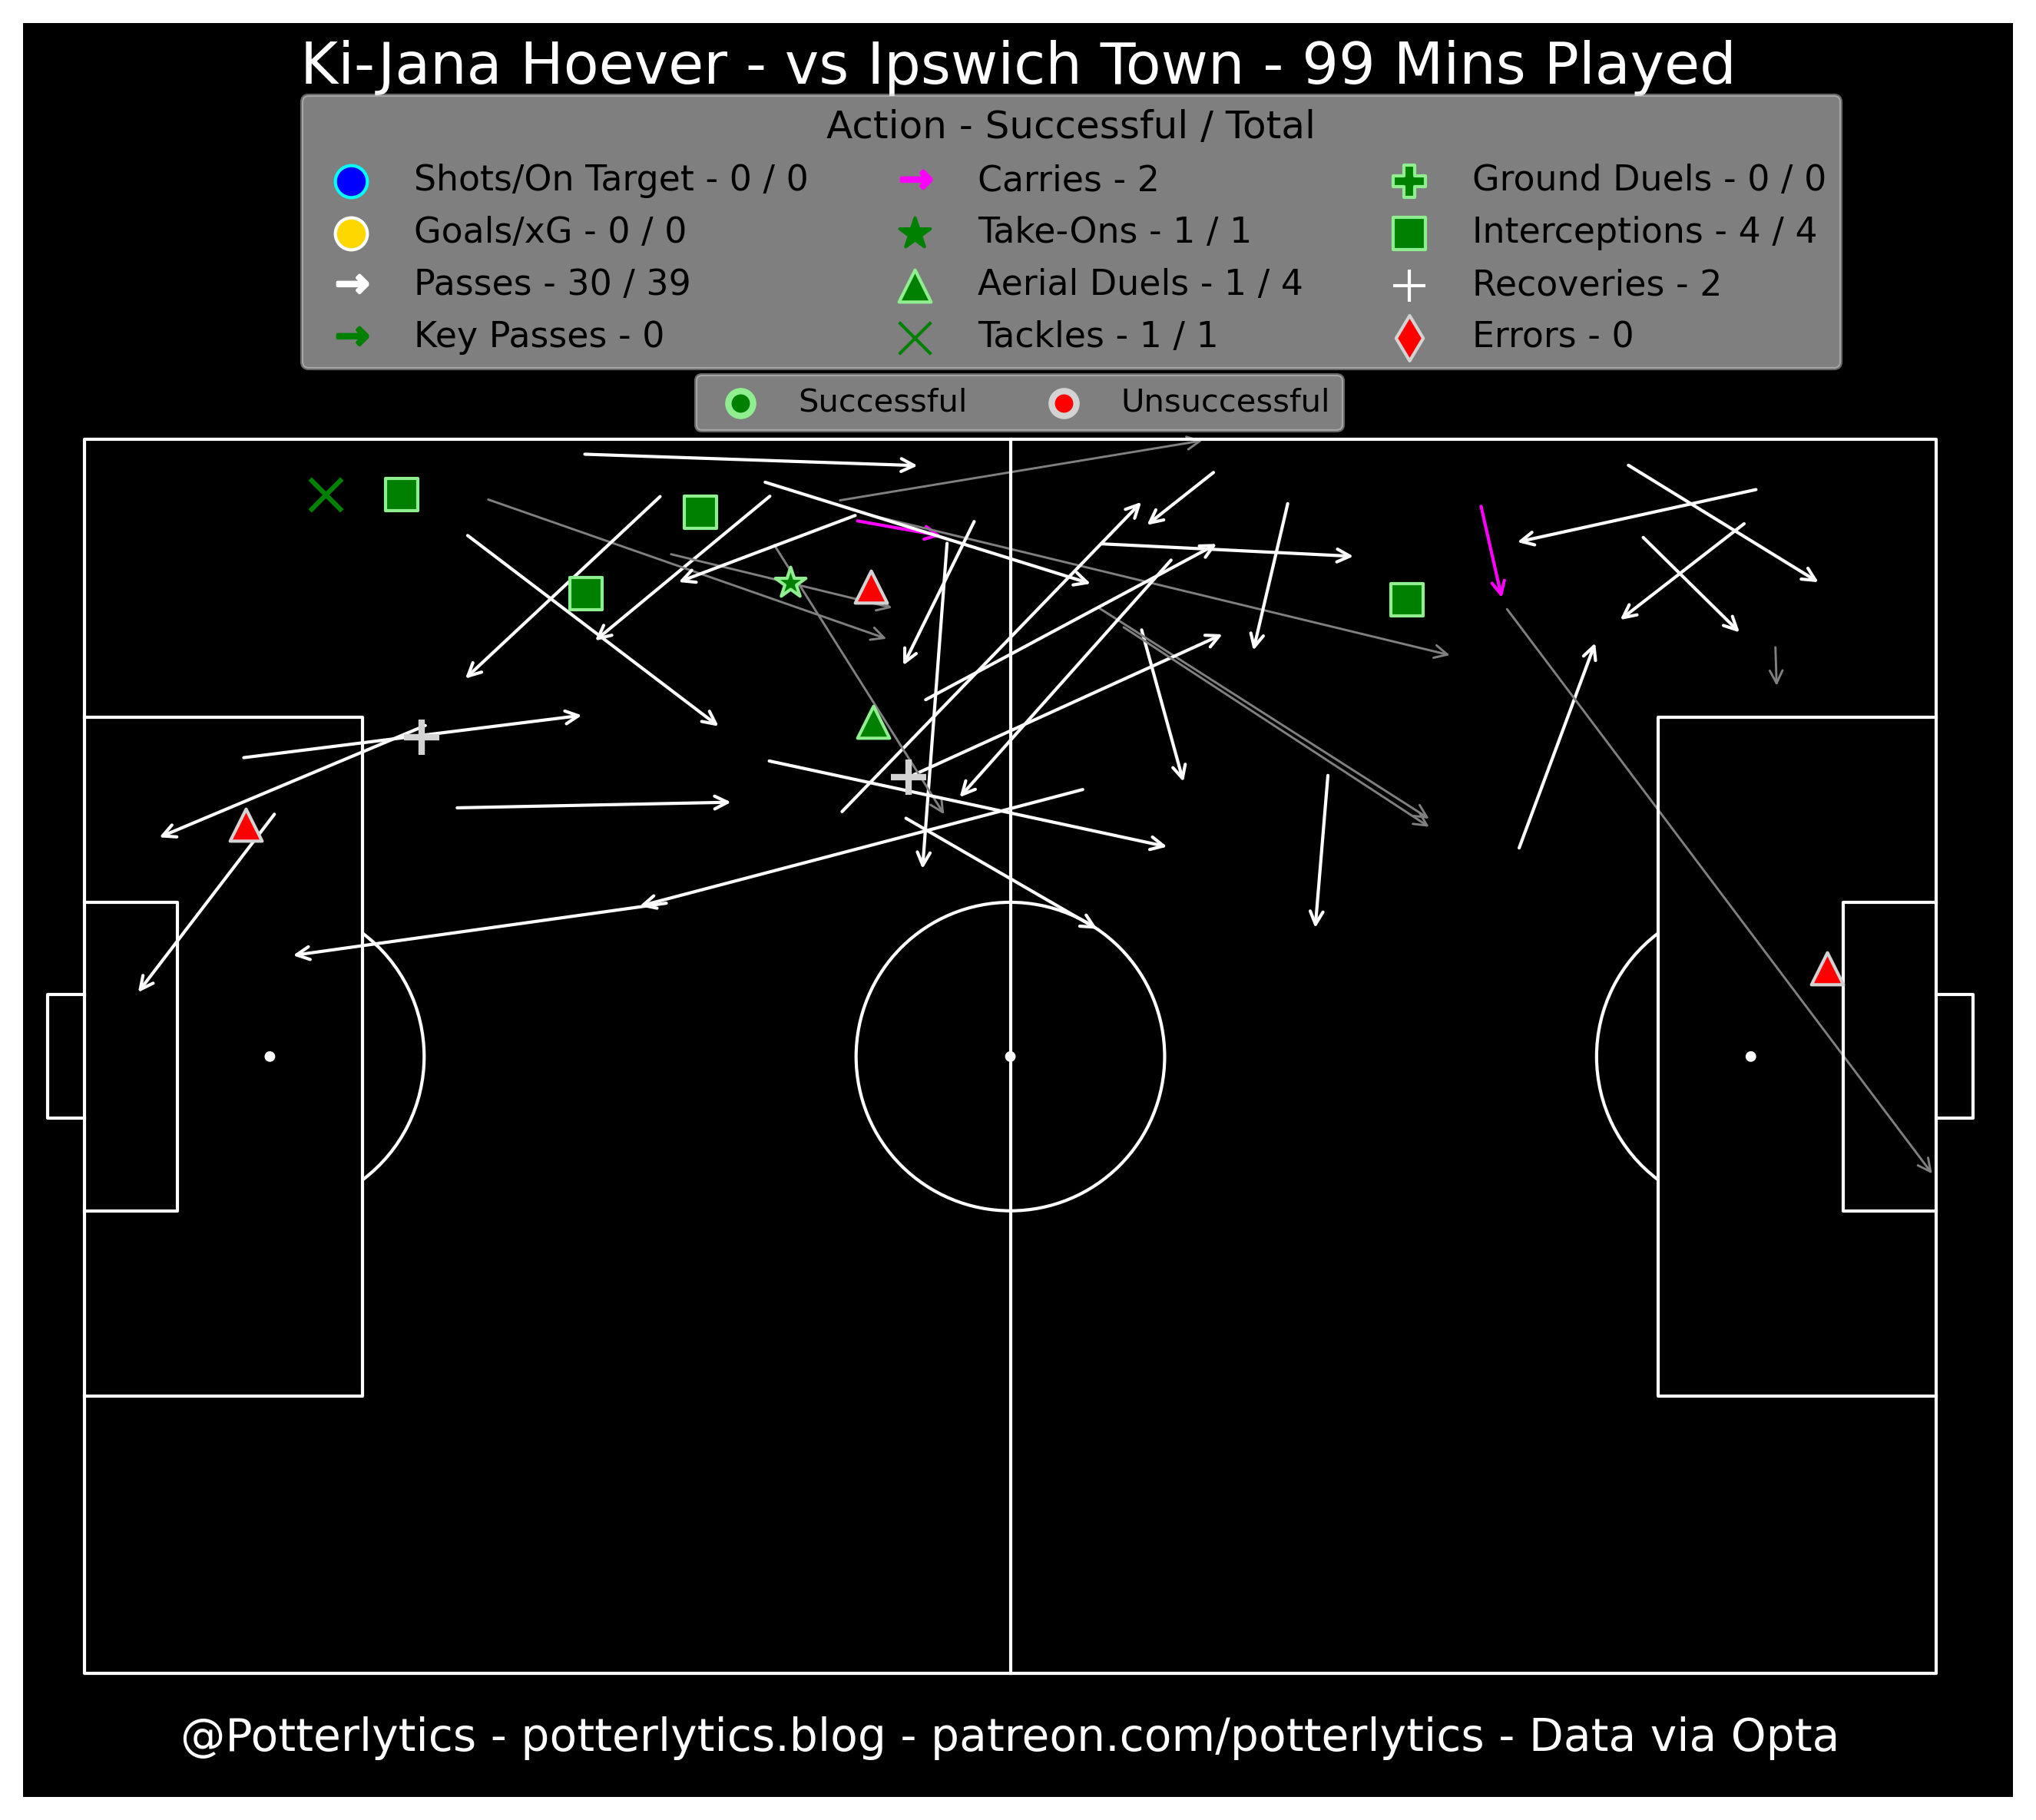 Ki-Jana Hoever - vs Ipswich Town - 99 Mins Played
Action - Successful / Total
Shots/On Target - 0 / 0
Goals/xG - 0 / 0
Passes - 30 / 39
Key Passes - 0
Carries - 2
Take-Ons - 1 / 1
Aerial Duels - 1 / 4
Tackles - 1 / 1
Ground Duels - 0 / 0
Interceptions - 4 / 4
Recoveries - 2
Errors - 0
Successful
Unsuccessful
@Potterlytics - potterlytics.blog - patreon.com/potterlytics - Data via Opta